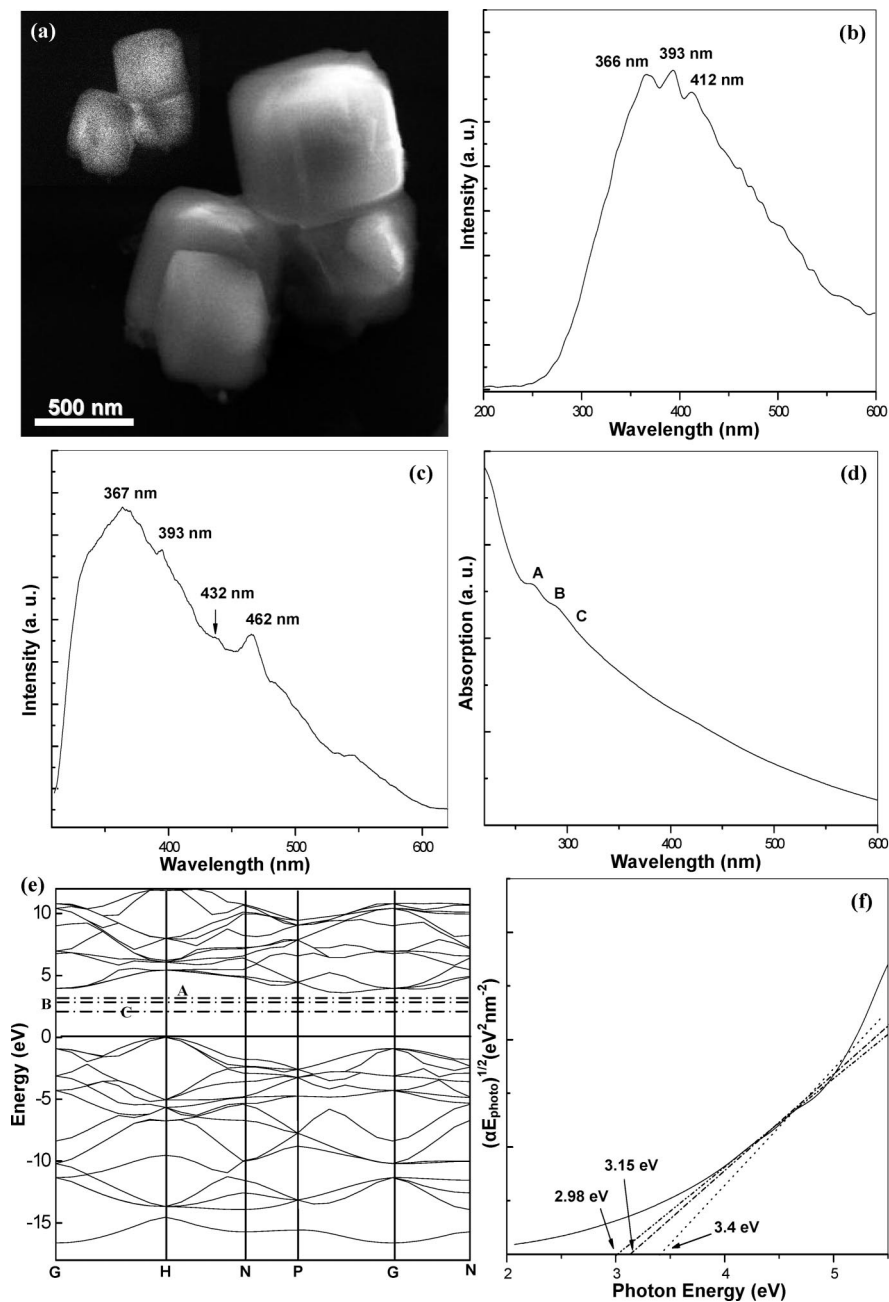 (a)
500 nm
(b)
366 nm
393 nm
412 nm
Intensity (a. u.)
200
300
400
500
600
Wavelength (nm)
(c)
367 nm
393 nm
432 nm
462 nm
Intensity (a. u.)
400
500
600
Wavelength (nm)
(d)
A
B
C
Absorption (a. u.)
300
400
500
600
Wavelength (nm)
(e)
10
5
0
-5
-10
-15
Energy (eV)
A
B
C
G
H
N
P
G
N
(f)
(αE_photo)^1/2 (eV^2nm^-2)
3.15 eV
2.98 eV
3.4 eV
2
3
4
5
Photon Energy (eV)